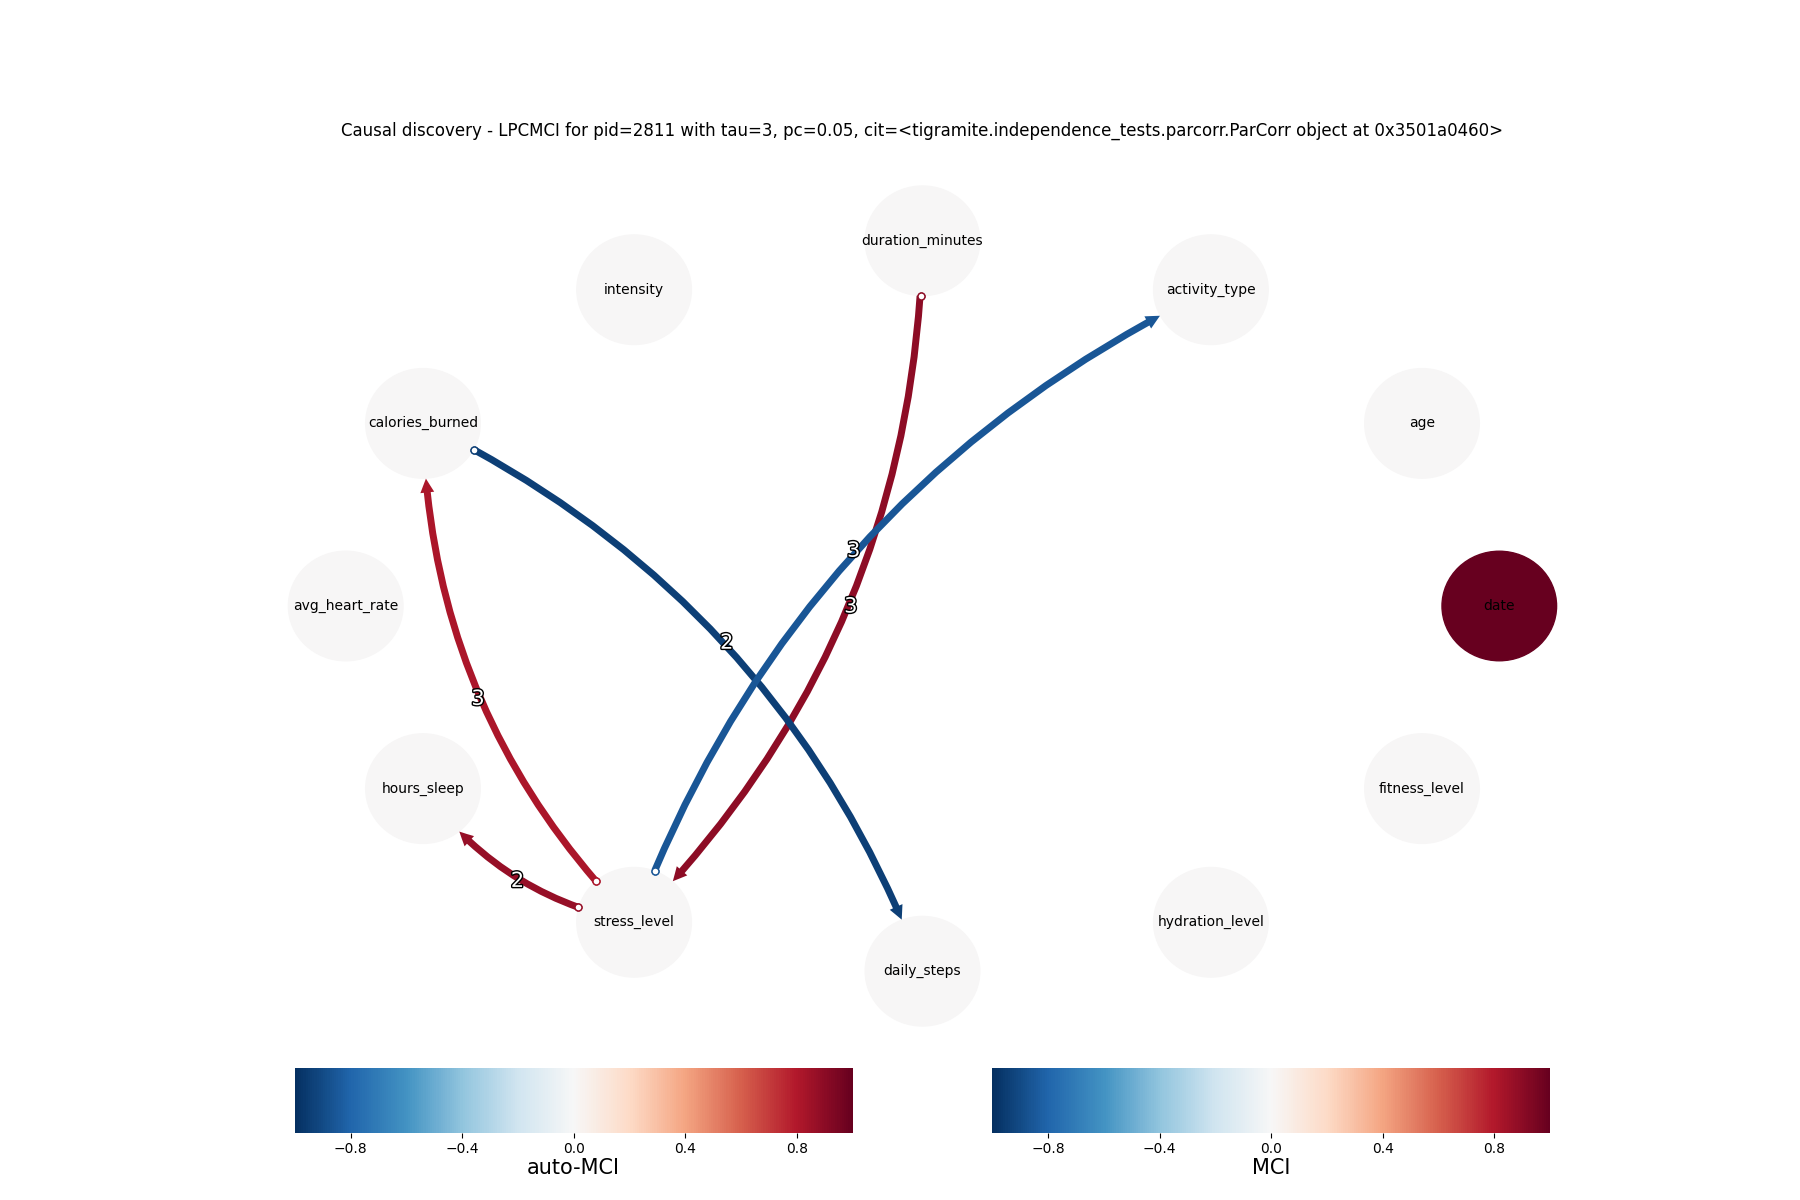 Causal discovery - LPCMCI for pid=2811 with tau=3, pc=0.05, cit=<tigramite.independence_tests.parcorr.ParCorr object at 0x3501a0460>
duration_minutes
intensity
activity_type
calories_burned
age
3
3
avg_heart_rate
date
2
3
hours_sleep
fitness_level
2
stress_level
hydration_level
daily_steps
−0.8 −0.4 0.0 0.4 0.8
auto-MCI
−0.8 −0.4 0.0 0.4 0.8
MCI